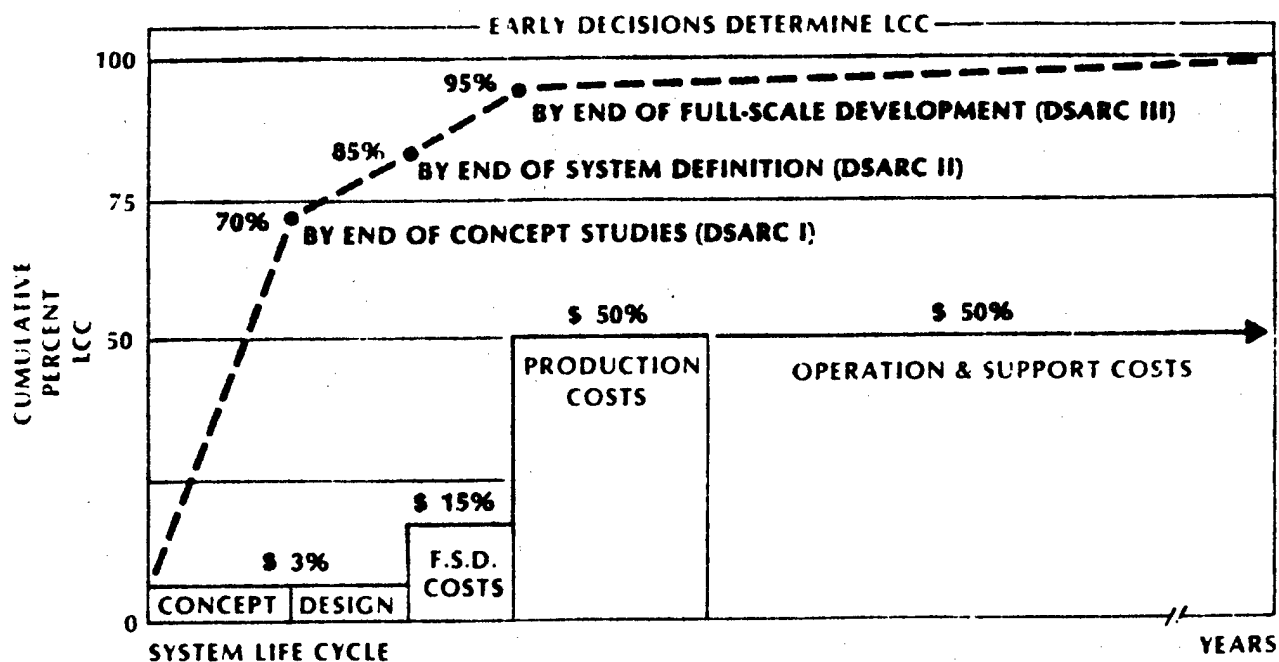 EARLY DECISIONS DETERMINE LCC
100
95%
BY END OF FULL-SCALE DEVELOPMENT (DSARC III)
85%
BY END OF SYSTEM DEFINITION (DSARC II)
75
70%
BY END OF CONCEPT STUDIES (DSARC I)
CUMULATIVE
PERCENT
LCC
$ 50%
$ 50%
50
PRODUCTION
COSTS
OPERATION & SUPPORT COSTS
$ 15%
$ 3%
F.S.D.
COSTS
CONCEPT
DESIGN
0
SYSTEM LIFE CYCLE
YEARS